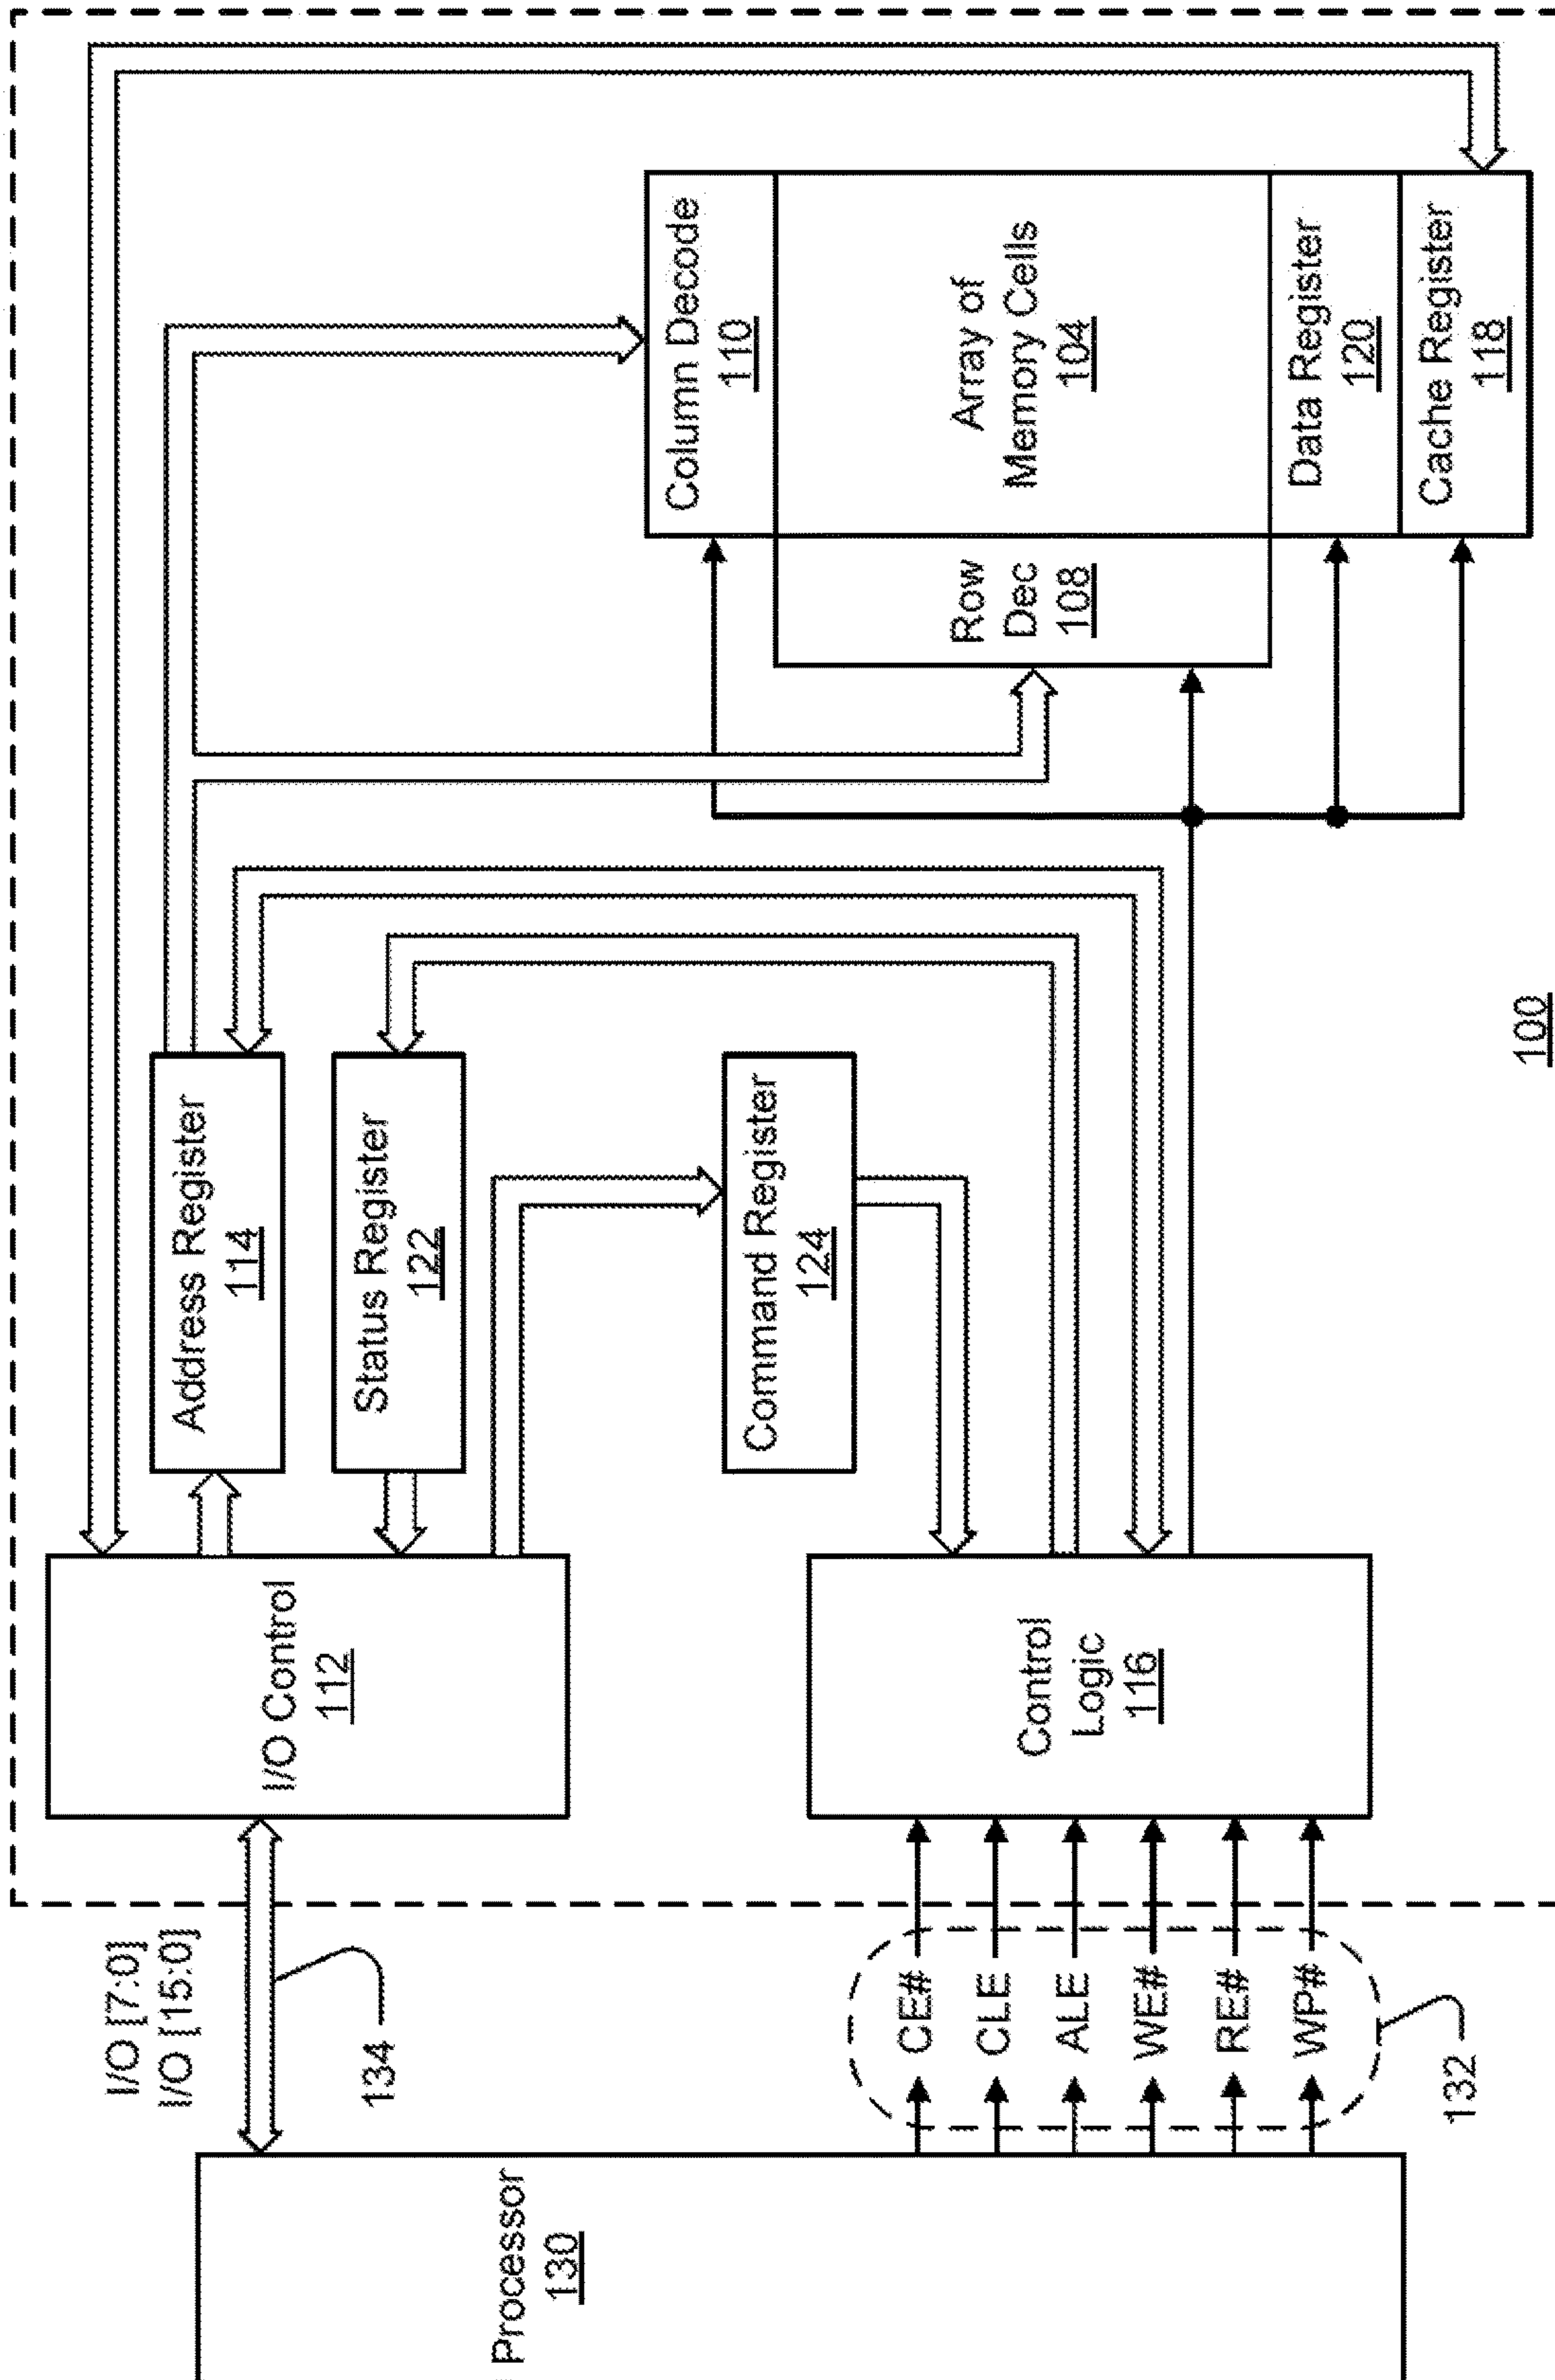 Processor
130
I/O [7:0]
I/O [15:0]
134
CE#
CLE
ALE
WE#
RE#
WP#
132
I/O Control
112
Control
Logic
116
Address Register
114
Status Register
122
Command Register
124
Column Decode
110
Array of
Memory Cells
104
Row
Dec
108
Data Register
120
Cache Register
118
100